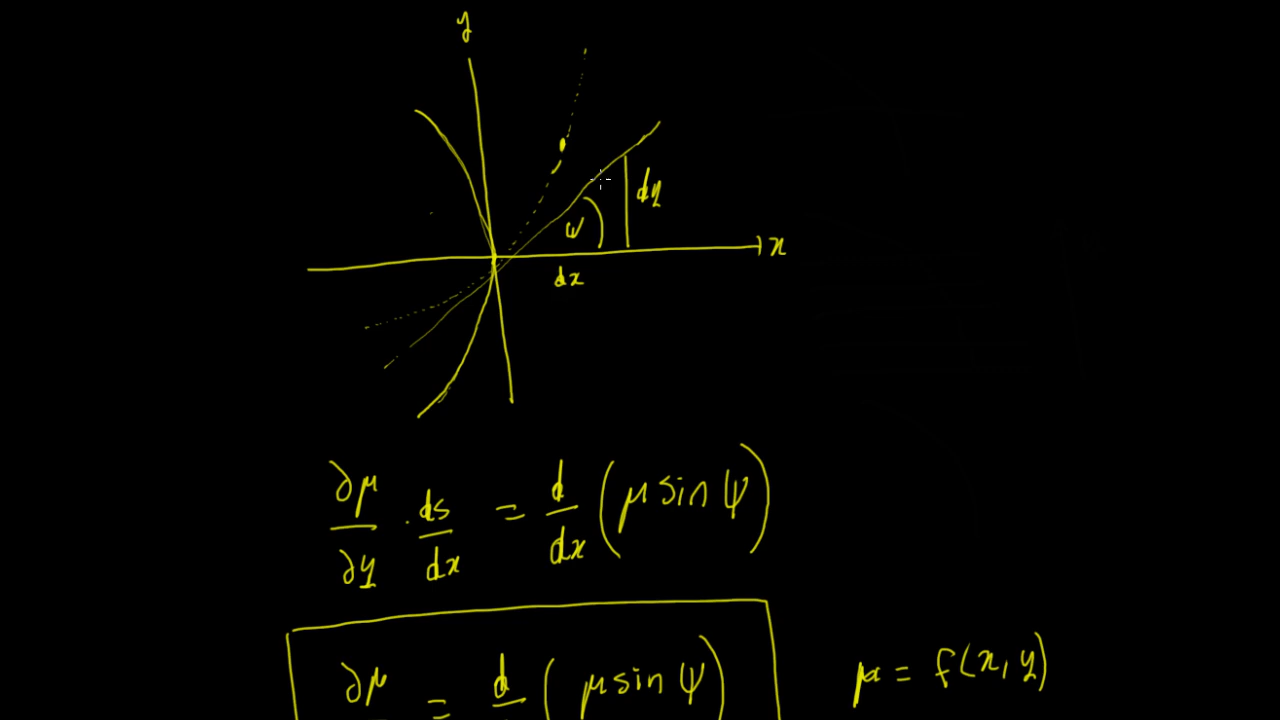 y
dy
ψ
x
dx
∂μ/∂y · ds/dx = d/dx (μ sin ψ)
∂μ = d (μ sin ψ)
μ = f(x, y)